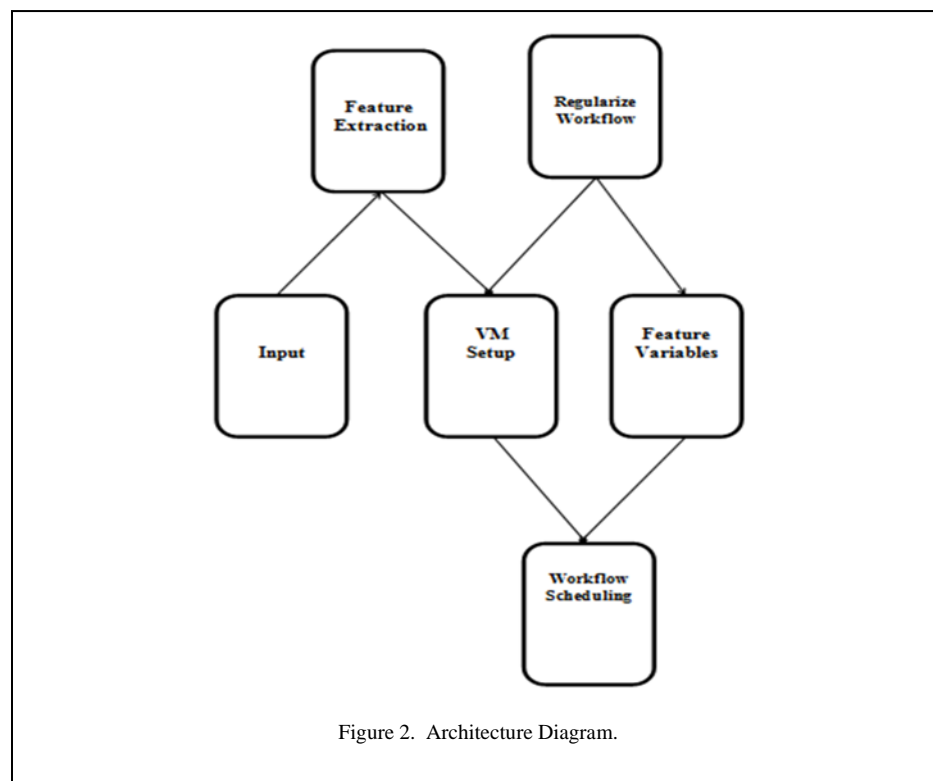 Feature
Extraction
Regularize
Workflow
Input
VM
Setup
Feature
Variables
Workflow
Scheduling
Figure 2. Architecture Diagram.